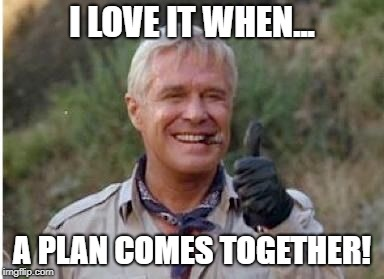 I LOVE IT WHEN...
A PLAN COMES TOGETHER!
imgflip.com